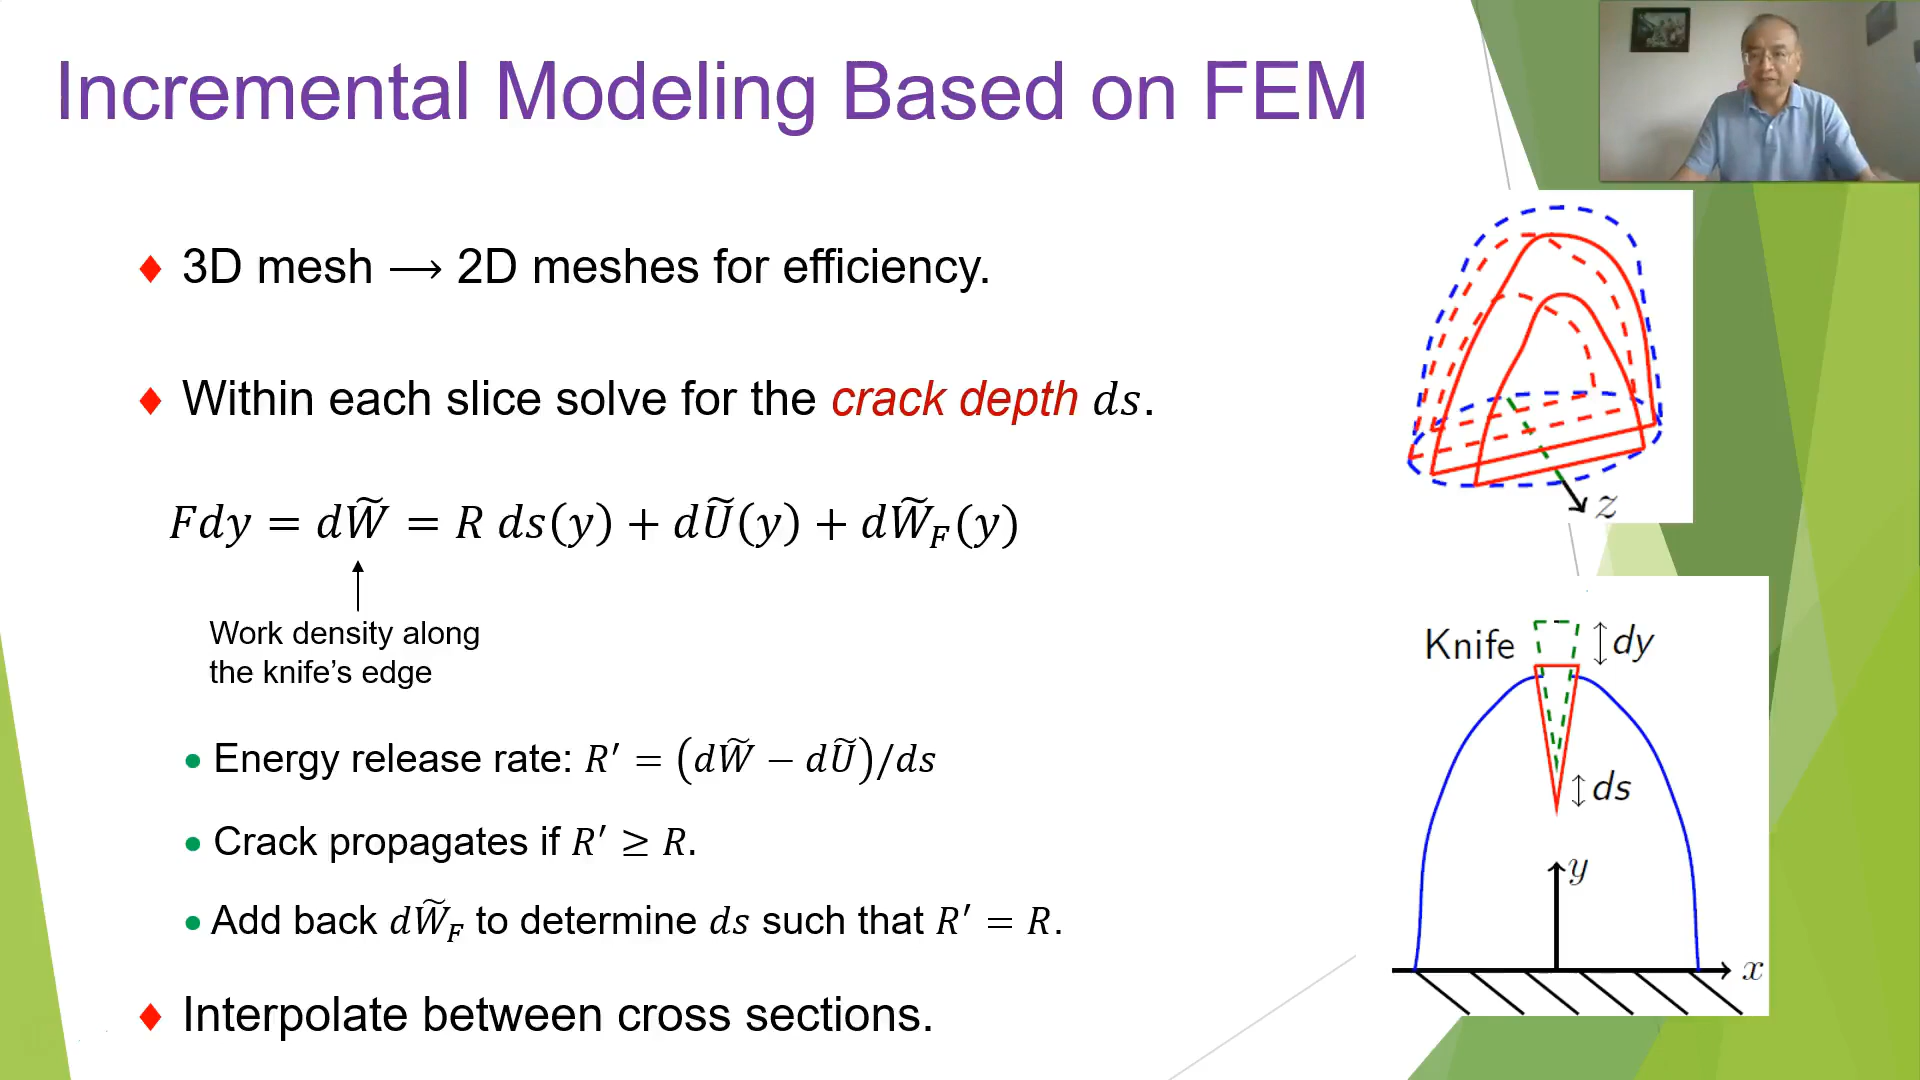 Incremental Modeling Based on FEM
♦ 3D mesh ⟶ 2D meshes for efficiency.
♦ Within each slice solve for the crack depth ds.
Fdy = dW̃ = R ds(y) + dŨ(y) + dW̃_F(y)
Work density along
the knife's edge
• Energy release rate: R′ = (dW̃ − dŨ)/ds
• Crack propagates if R′ ≥ R.
• Add back dW̃_F to determine ds such that R′ = R.
♦ Interpolate between cross sections.
z
Knife
dy
ds
y
x